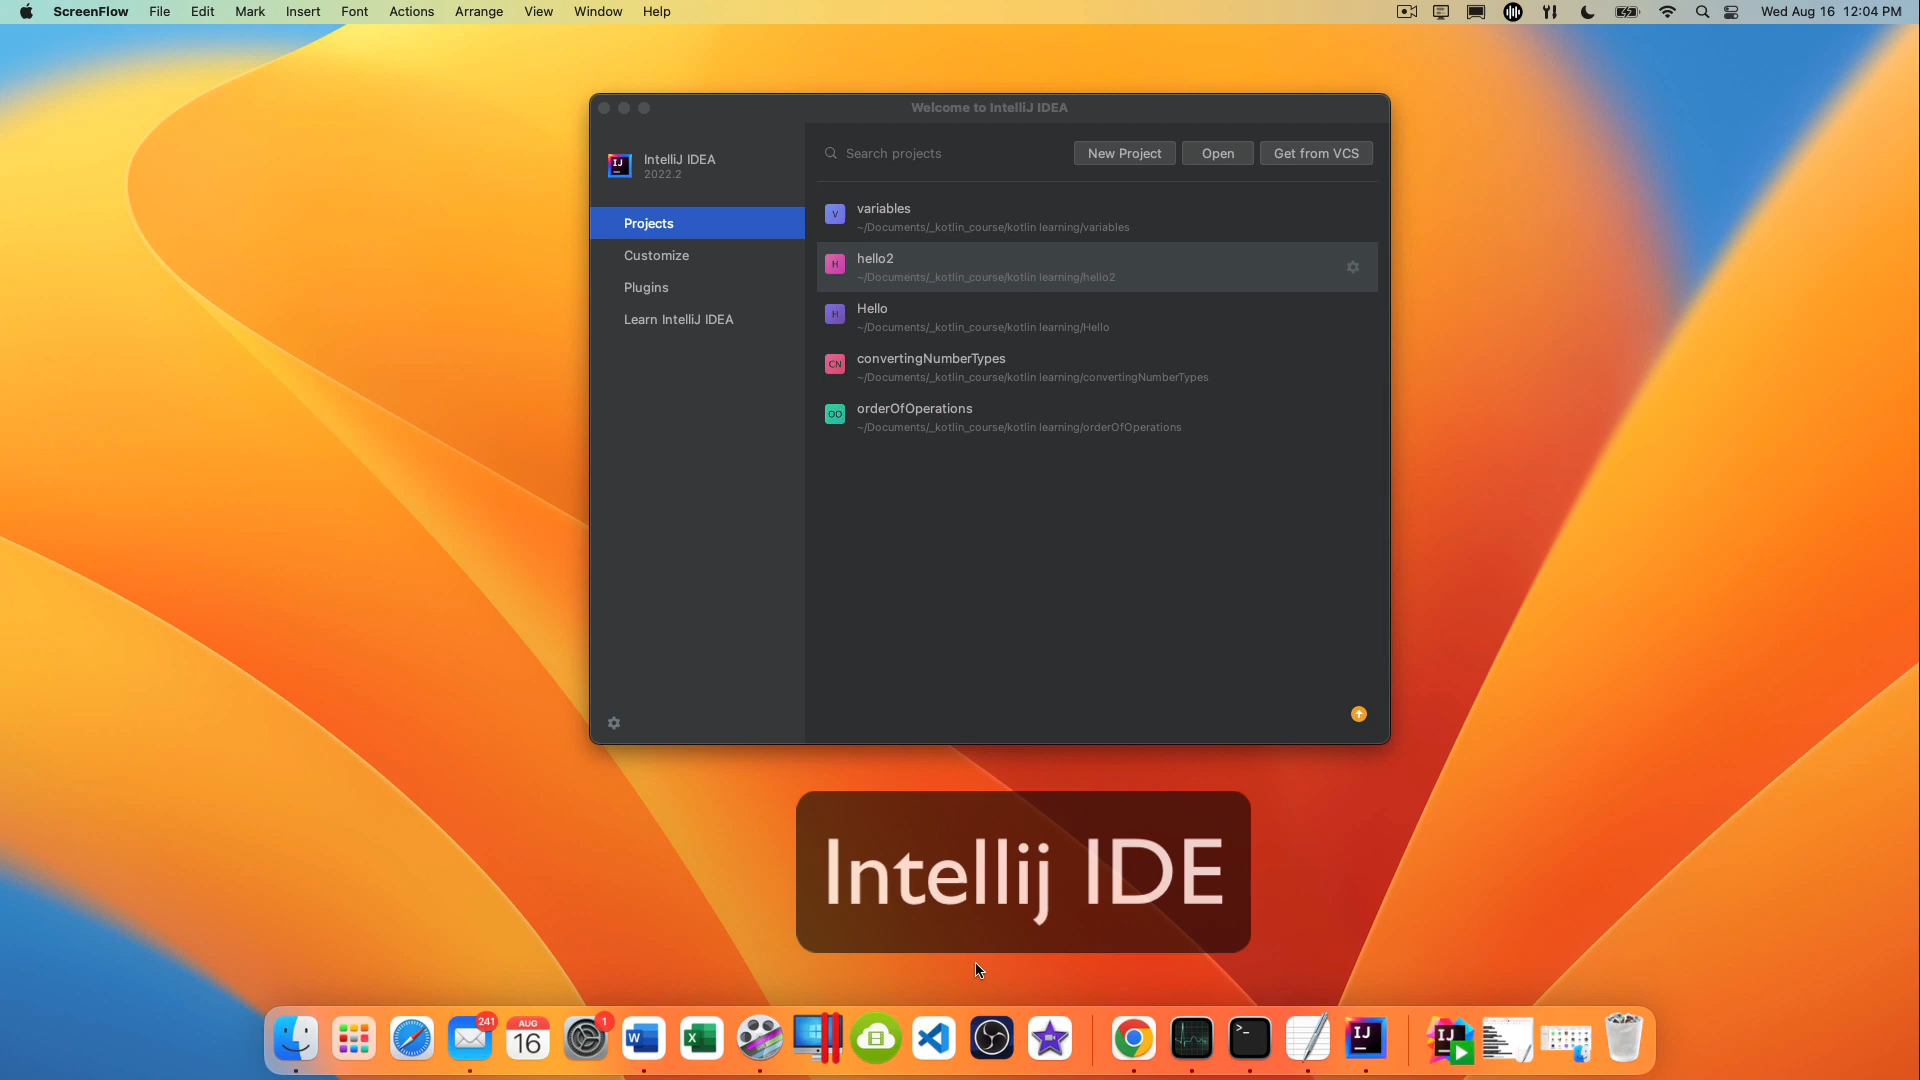 ScreenFlow File Edit Mark Insert Font Actions Arrange View Window Help Wed Aug 16 12:04 PM
Welcome to IntelliJ IDEA
IJ IntelliJ IDEA
2022.2
Search projects New Project Open Get from VCS
Projects
Customize
Plugins
Learn IntelliJ IDEA
V variables
~/Documents/_kotlin_course/kotlin learning/variables
H hello2
~/Documents/_kotlin_course/kotlin learning/hello2
H Hello
~/Documents/_kotlin_course/kotlin learning/Hello
CN convertingNumberTypes
~/Documents/_kotlin_course/kotlin learning/convertingNumberTypes
OO orderOfOperations
~/Documents/_kotlin_course/kotlin learning/orderOfOperations
Intellij IDE
241 AUG 16 1 W X >_ IJ IJ